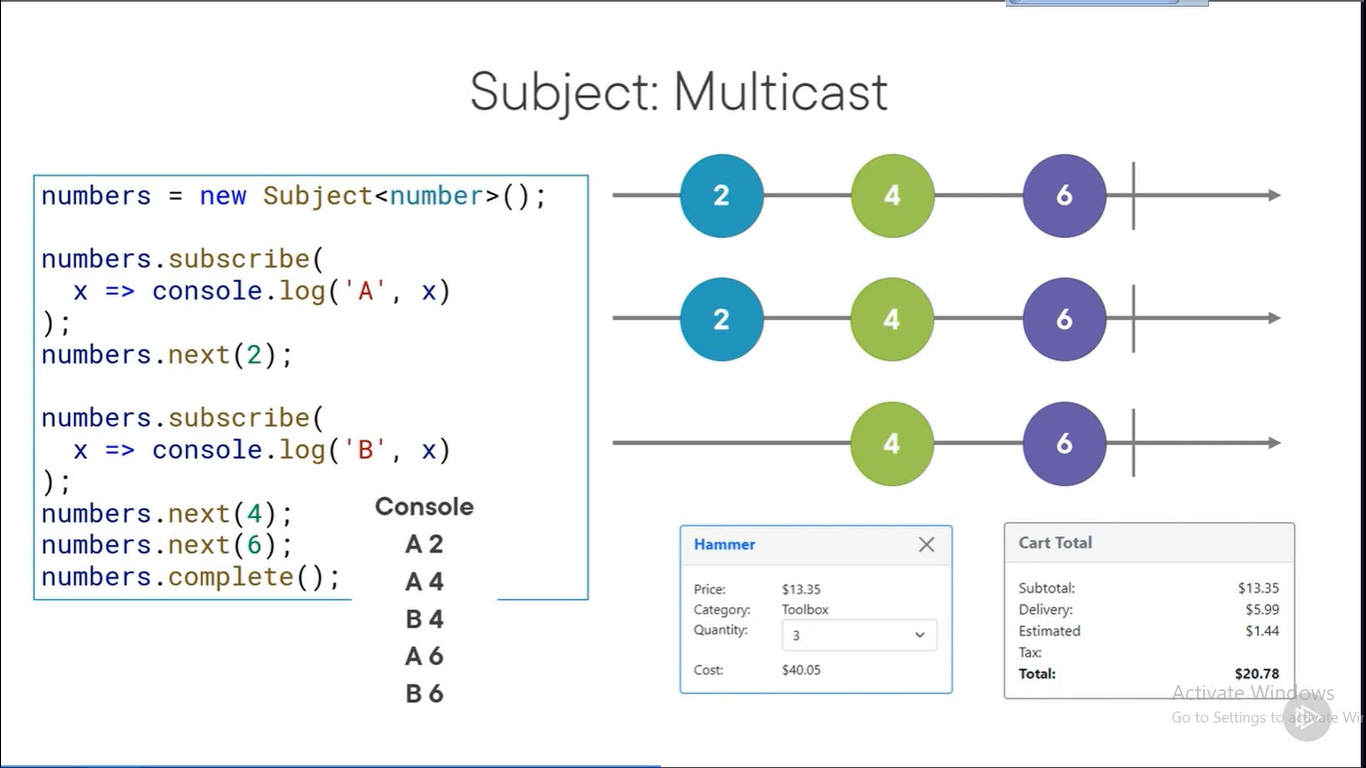 Subject: Multicast
numbers = new Subject<number>();
numbers.subscribe(
  x => console.log('A', x)
);
numbers.next(2);
numbers.subscribe(
  x => console.log('B', x)
);
numbers.next(4);
numbers.next(6);
numbers.complete();
Console
A 2
A 4
B 4
A 6
B 6
2 4 6
2 4 6
4 6
Hammer
Price: $13.35
Category: Toolbox
Quantity: 3
Cost: $40.05
Cart Total
Subtotal: $13.35
Delivery: $5.99
Estimated $1.44
Tax:
Total: $20.78
Activate Windows
Go to Settings to activate Wi